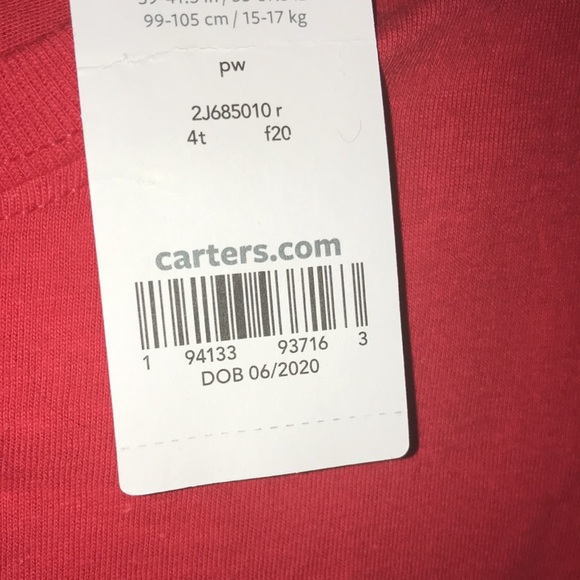 99-105 cm / 15-17 kg
pw
2J685010 r
4t f20
carters.com
1 94133 93716 3
DOB 06/2020